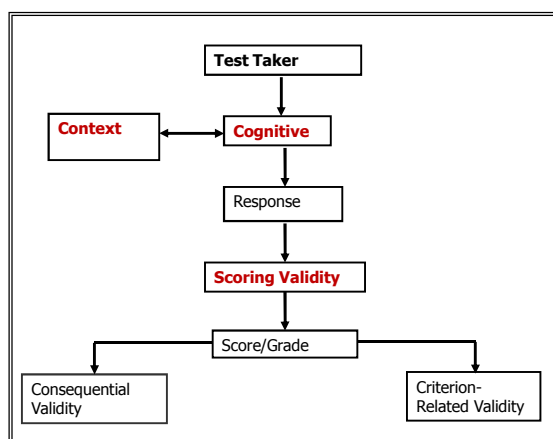 Test Taker
Context
Cognitive
Response
Scoring Validity
Score/Grade
Consequential
Validity
Criterion-
Related Validity